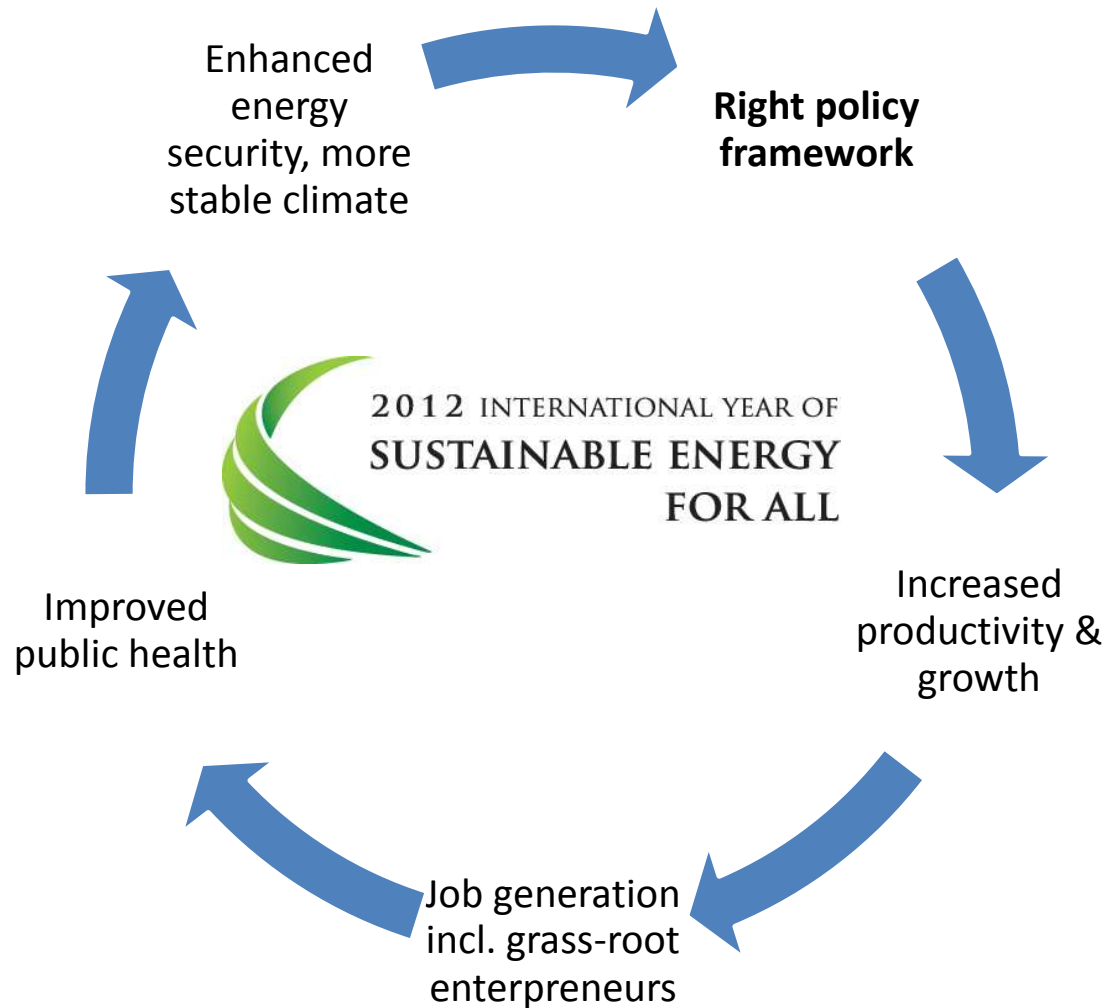 Enhanced
energy
security, more
stable climate
Right policy
framework
2012 INTERNATIONAL YEAR OF
SUSTAINABLE ENERGY
FOR ALL
Increased
productivity &
growth
Improved
public health
Job generation
incl. grass-root
enterpreneurs